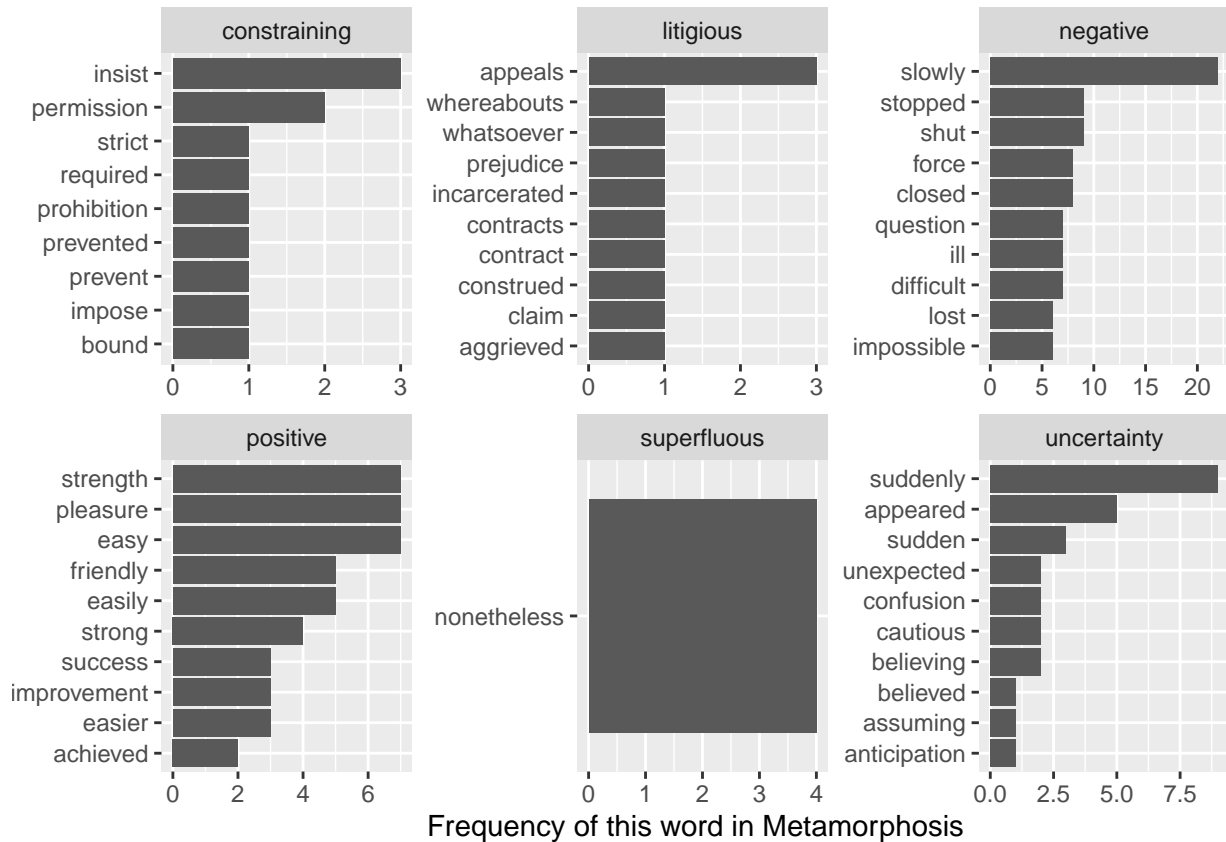 constraining
insist
permission
strict
required
prohibition
prevented
prevent
impose
bound
0 1 2 3
litigious
appeals
whereabouts
whatsoever
prejudice
incarcerated
contracts
contract
construed
claim
aggrieved
0 1 2 3
negative
slowly
stopped
shut
force
closed
question
ill
difficult
lost
impossible
0 5 10 15 20
positive
strength
pleasure
easy
friendly
easily
strong
success
improvement
easier
achieved
0 2 4 6
superfluous
nonetheless
0 1 2 3 4
uncertainty
suddenly
appeared
sudden
unexpected
confusion
cautious
believing
believed
assuming
anticipation
0.0 2.5 5.0 7.5
Frequency of this word in Metamorphosis